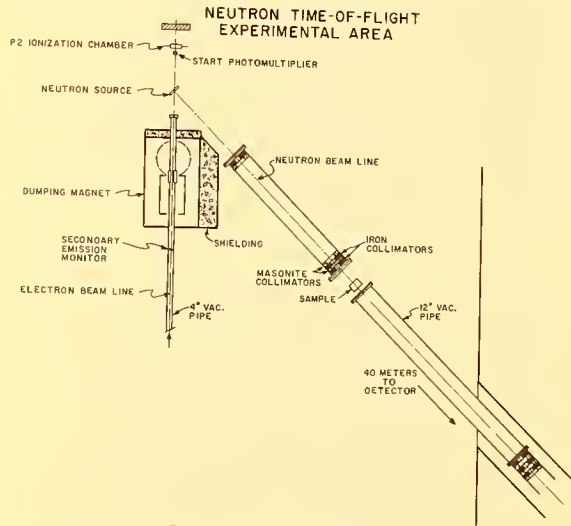 NEUTRON TIME-OF-FLIGHT
EXPERIMENTAL AREA
P2 IONIZATION CHAMBER
START PHOTOMULTIPLIER
NEUTRON SOURCE
NEUTRON BEAM LINE
DUMPING MAGNET
SHIELDING
IRON
COLLIMATORS
SECONDARY
EMISSION
MONITOR
MASONITE
COLLIMATORS
SAMPLE
ELECTRON BEAM LINE
4" VAC.
PIPE
12" VAC.
PIPE
40 METERS
TO
DETECTOR